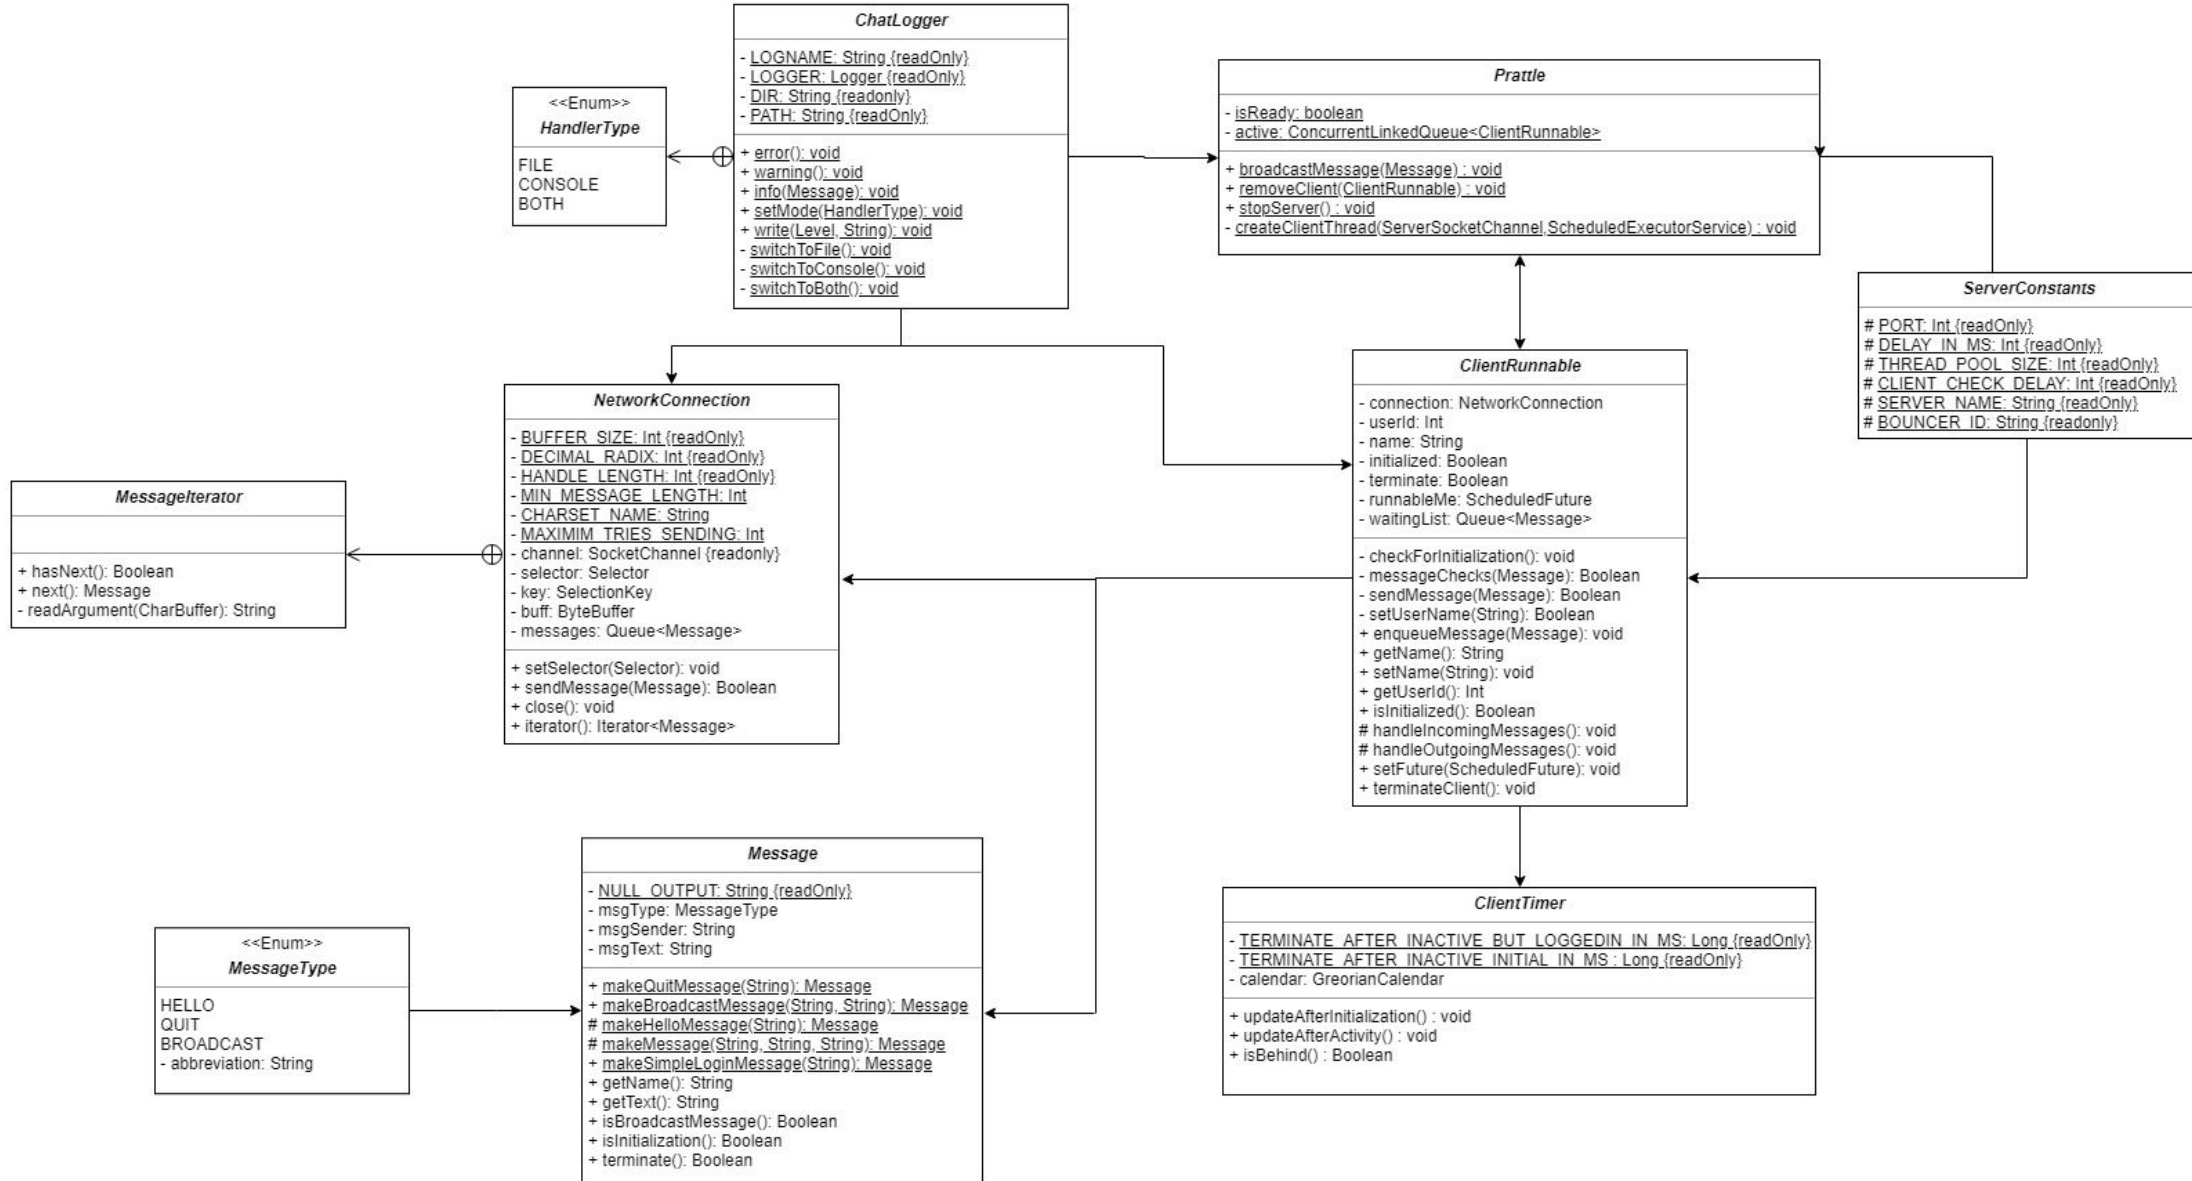 ChatLogger
- LOGNAME: String {readOnly}
- LOGGER: Logger {readOnly}
- DIR: String {readonly}
- PATH: String {readOnly}
+ error(): void
+ warning(): void
+ info(Message): void
+ setMode(HandlerType): void
+ write(Level, String): void
- switchToFile(): void
- switchToConsole(): void
- switchToBoth(): void
<<Enum>>
HandlerType
FILE
CONSOLE
BOTH
Prattle
- isReady: boolean
- active: ConcurrentLinkedQueue<ClientRunnable>
+ broadcastMessage(Message) : void
+ removeClient(ClientRunnable) : void
+ stopServer() : void
- createClientThread(ServerSocketChannel,ScheduledExecutorService) : void
ServerConstants
# PORT: Int {readOnly}
# DELAY_IN_MS: Int {readOnly}
# THREAD_POOL_SIZE: Int {readOnly}
# CLIENT_CHECK_DELAY: Int {readOnly}
# SERVER_NAME: String {readOnly}
# BOUNCER_ID: String {readonly}
NetworkConnection
- BUFFER_SIZE: Int {readOnly}
- DECIMAL_RADIX: Int {readOnly}
- HANDLE_LENGTH: Int {readOnly}
- MIN_MESSAGE_LENGTH: Int
- CHARSET_NAME: String
- MAXIMIM_TRIES_SENDING: Int
- channel: SocketChannel {readonly}
- selector: Selector
- key: SelectionKey
- buff: ByteBuffer
- messages: Queue<Message>
+ setSelector(Selector): void
+ sendMessage(Message): Boolean
+ close(): void
+ iterator(): Iterator<Message>
ClientRunnable
- connection: NetworkConnection
- userId: Int
- name: String
- initialized: Boolean
- terminate: Boolean
- runnableMe: ScheduledFuture
- waitingList: Queue<Message>
- checkForInitialization(): void
- messageChecks(Message): Boolean
- sendMessage(Message): Boolean
- setUserName(String): Boolean
+ enqueueMessage(Message): void
+ getName(): String
+ setName(String): void
+ getUserId(): Int
+ isInitialized(): Boolean
# handleIncomingMessages(): void
# handleOutgoingMessages(): void
+ setFuture(ScheduledFuture): void
+ terminateClient(): void
MessageIterator
+ hasNext(): Boolean
+ next(): Message
- readArgument(CharBuffer): String
Message
- NULL_OUTPUT: String {readOnly}
- msgType: MessageType
- msgSender: String
- msgText: String
+ makeQuitMessage(String): Message
+ makeBroadcastMessage(String, String): Message
# makeHelloMessage(String): Message
# makeMessage(String, String, String): Message
+ makeSimpleLoginMessage(String): Message
+ getName(): String
+ getText(): String
+ isBroadcastMessage(): Boolean
+ isInitialization(): Boolean
+ terminate(): Boolean
<<Enum>>
MessageType
HELLO
QUIT
BROADCAST
- abbreviation: String
ClientTimer
- TERMINATE_AFTER_INACTIVE_BUT_LOGGEDIN_IN_MS: Long {readOnly}
- TERMINATE_AFTER_INACTIVE_INITIAL_IN_MS : Long {readOnly}
- calendar: GreorianCalendar
+ updateAfterInitialization() : void
+ updateAfterActivity() : void
+ isBehind() : Boolean